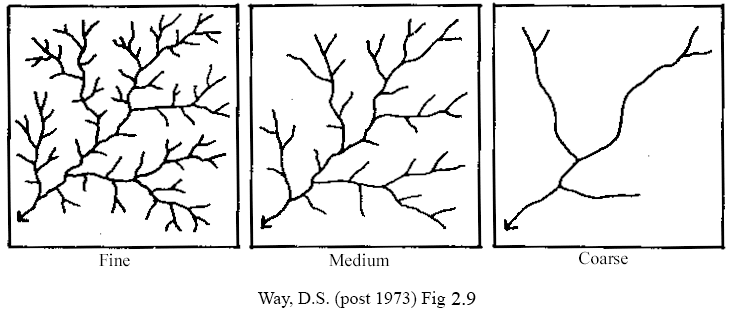 Fine
Medium
Coarse
Way, D.S. (post 1973) Fig 2.9